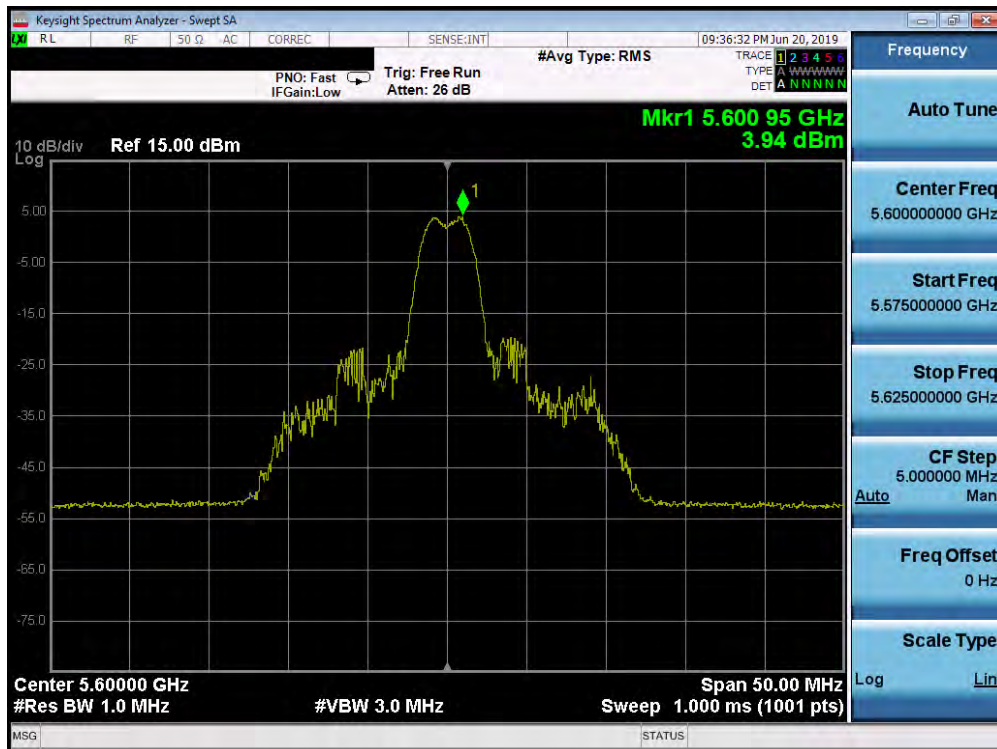 Keysight Spectrum Analyzer - Swept SA
LXI RL RF 50 Ω AC CORREC SENSE:INT 09:36:32 PM Jun 20, 2019
#Avg Type: RMS
TRACE 1 2 3 4 5 6
PNO: Fast Trig: Free Run
TYPE A WWWWW
IFGain:Low Atten: 26 dB
DET A N N N N N
Mkr1 5.600 95 GHz
3.94 dBm
10 dB/div Ref 15.00 dBm
Log
1
5.00
-5.00
-15.0
-25.0
-35.0
-45.0
-55.0
-65.0
-75.0
Center 5.60000 GHz Span 50.00 MHz
#Res BW 1.0 MHz #VBW 3.0 MHz Sweep 1.000 ms (1001 pts)
MSG STATUS
Frequency
Auto Tune
Center Freq
5.600000000 GHz
Start Freq
5.575000000 GHz
Stop Freq
5.625000000 GHz
CF Step
5.000000 MHz
Auto Man
Freq Offset
0 Hz
Scale Type
Log Lin